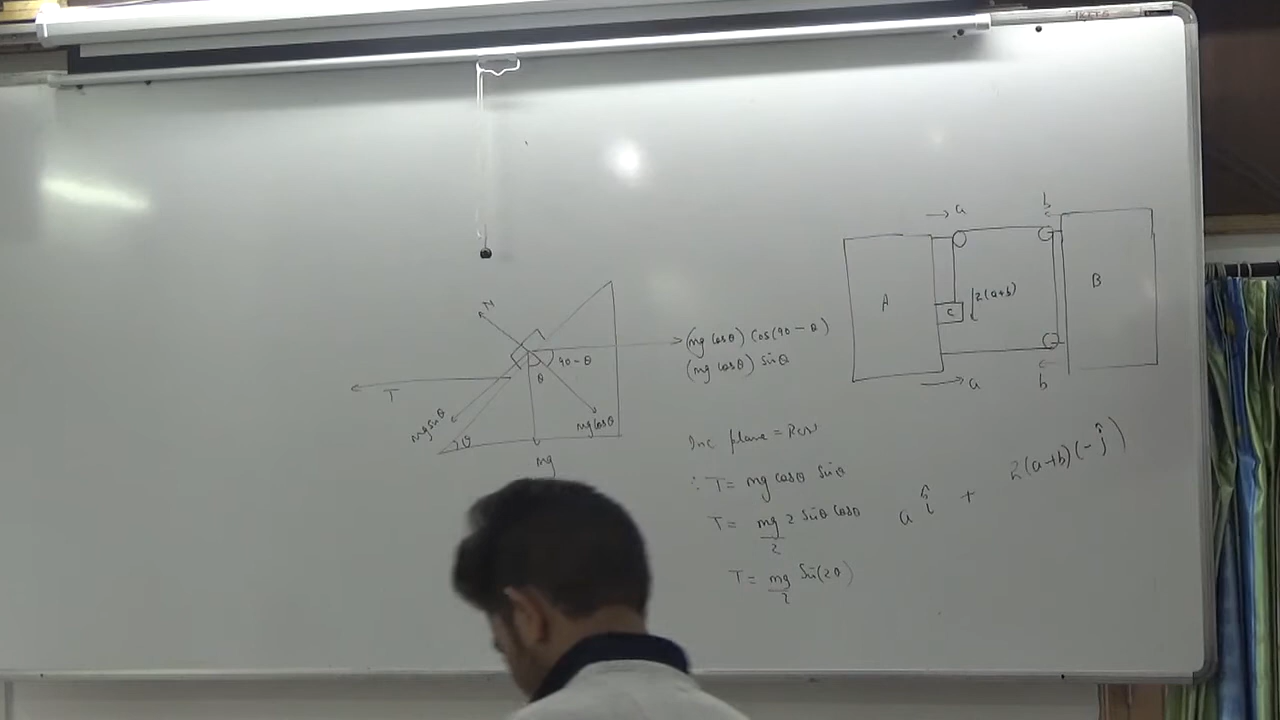 N
90-θ
θ
T
mg sinθ
θ
mg cosθ
mg
(mg cosθ) cos(90-θ)
(mg cosθ) sinθ
Inc plane = Rest
∴ T = mg cosθ sinθ
T = mg/2 2 sinθ cosθ
T = mg/2 sin(2θ)
→ a
b ←
A
C
2(a+b)
B
→ a
b ←
a î + 2(a+b)(-ĵ)